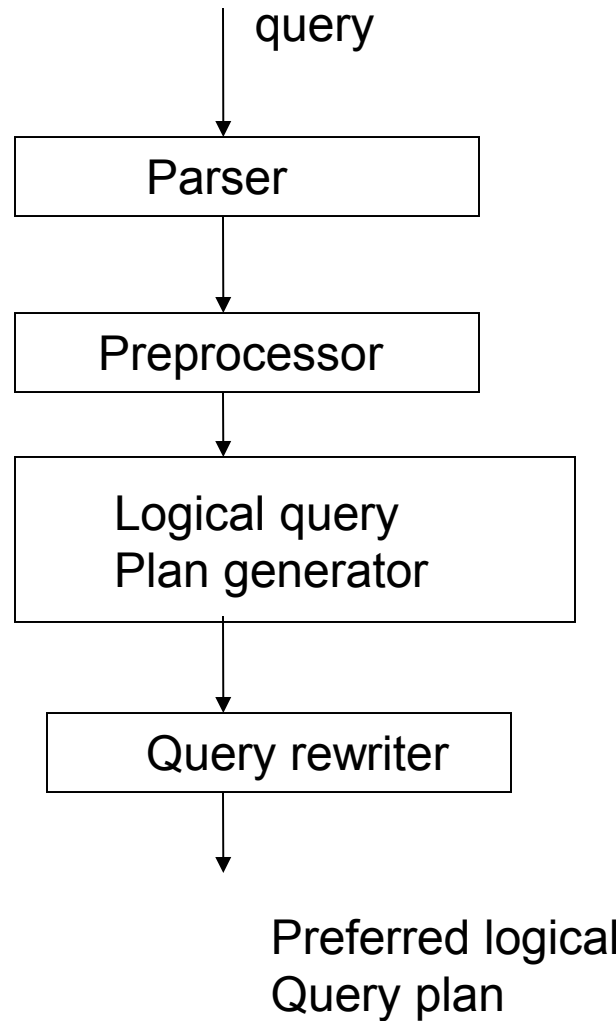 query
Parser
Preprocessor
Logical query
Plan generator
Query rewriter
Preferred logical
Query plan